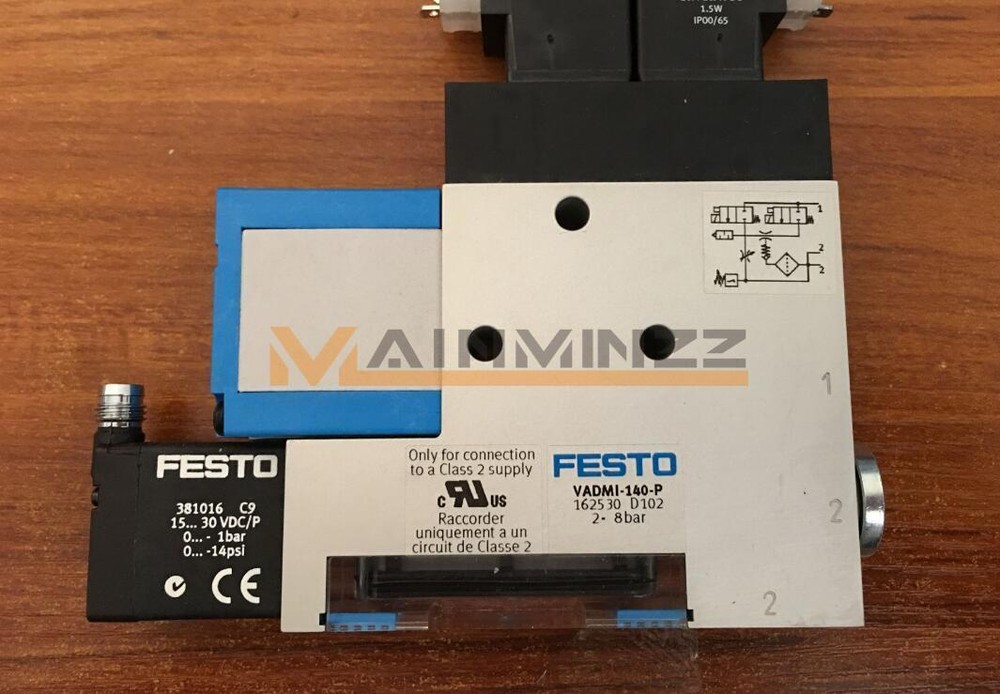 1.5W
IP00/65
1
2
2
MAINMINZZ
1
FESTO
381016 C9
15... 30 VDC/P
0... - 1bar
0... -14psi
CE
Only for connection
to a Class 2 supply
c RU US
Raccorder
uniquement a un
circuit de Classe 2
FESTO
VADMI-140-P
162530 D102
2- 8bar
2
2